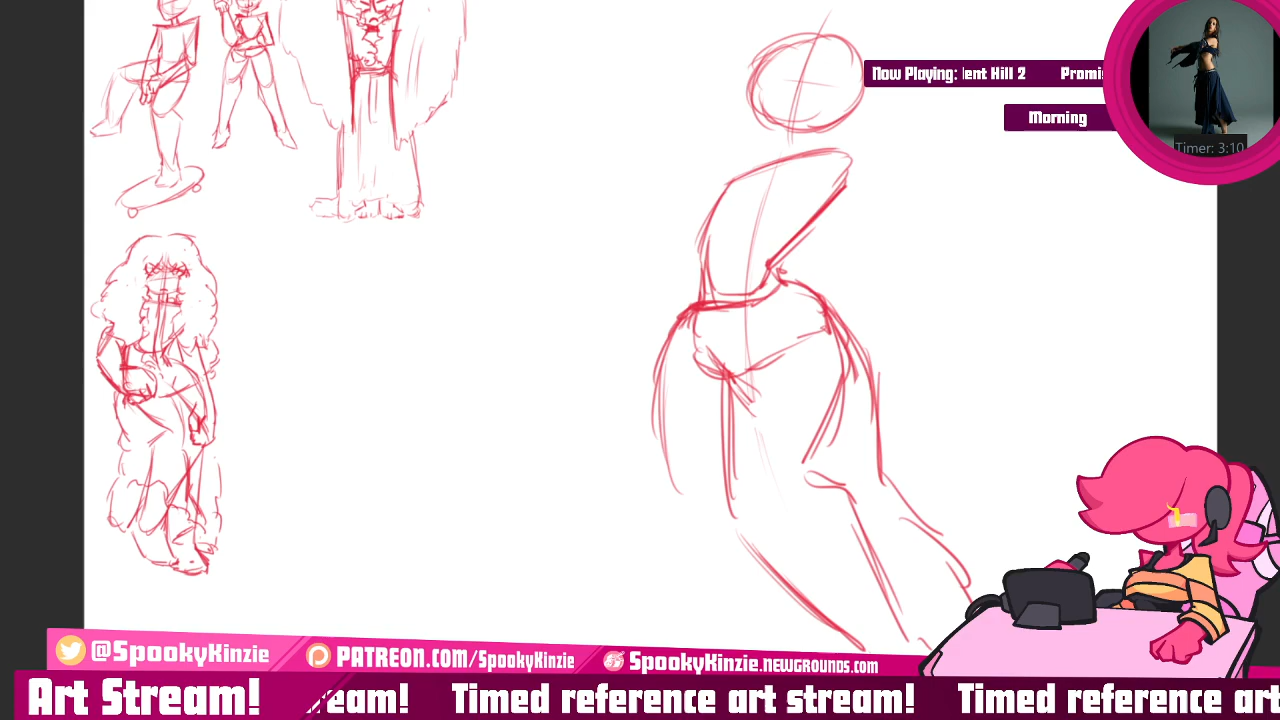 Now Playing: lent Hill 2 Promi
Morning
Timer: 3:10
@SpookyKinzie
PATREON.COM/SpookyKinzie
SpookyKinzie.NEWGROUNDS.com
Art Stream!
ream! Timed reference art stream! Timed reference art